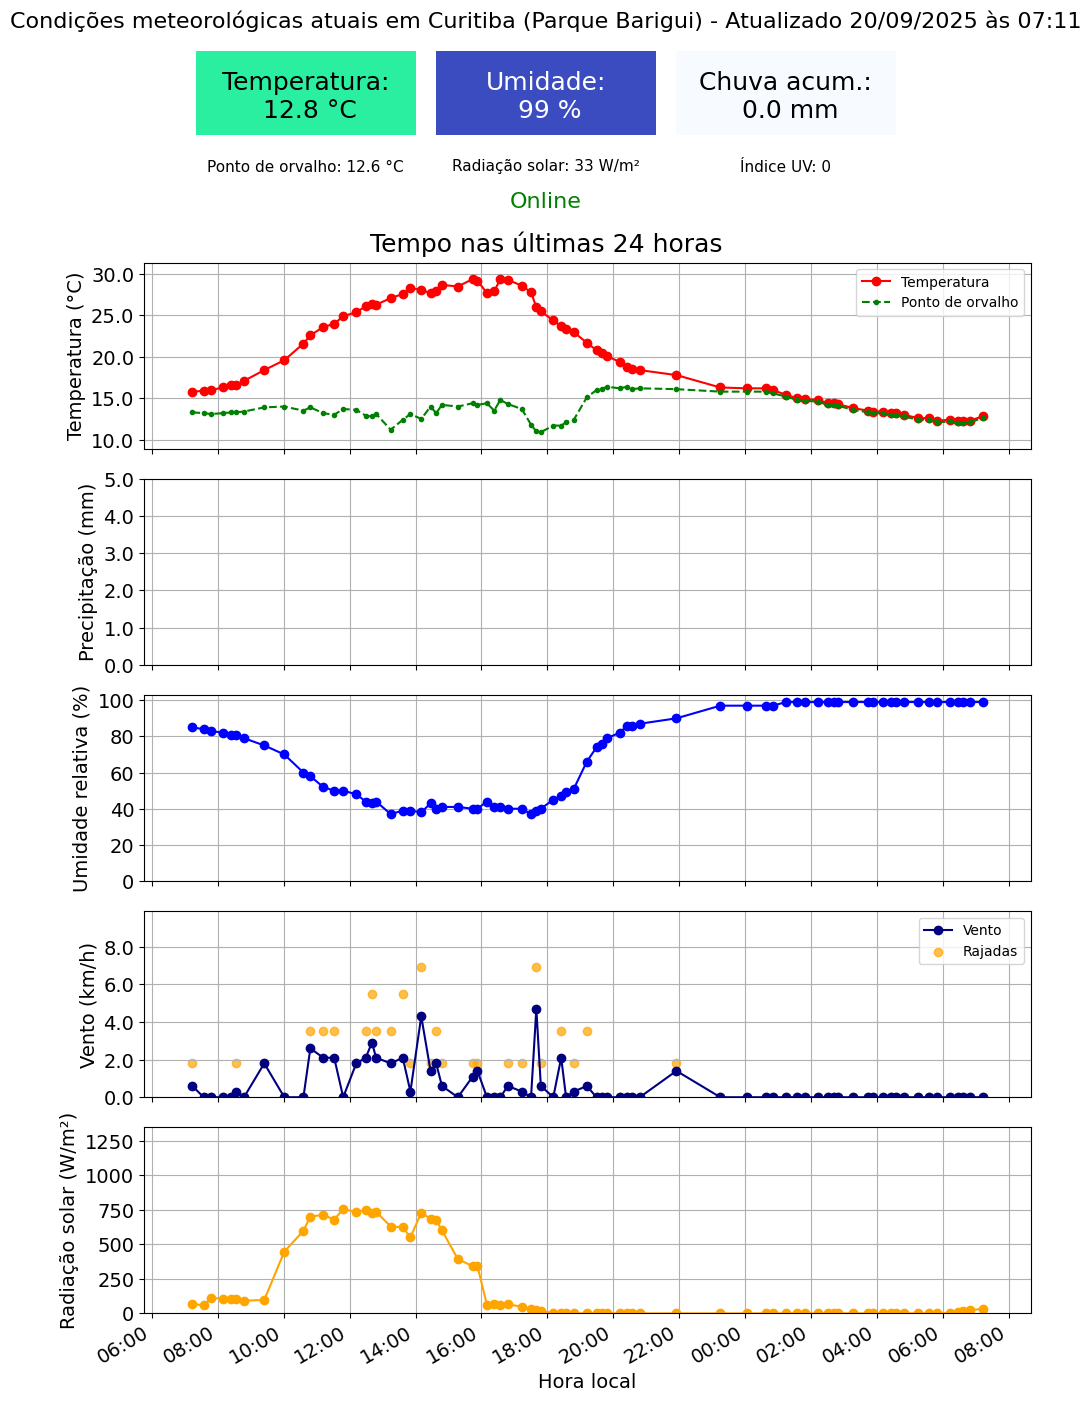 Condições meteorológicas atuais em Curitiba (Parque Barigui) - Atualizado 20/09/2025 às 07:11
Temperatura:
12.8 °C
Umidade:
99 %
Chuva acum.:
0.0 mm
Ponto de orvalho: 12.6 °C
Radiação solar: 33 W/m²
Índice UV: 0
Online
Tempo nas últimas 24 horas
Temperatura (°C)
30.0
25.0
20.0
15.0
10.0
Temperatura
Ponto de orvalho
Precipitação (mm)
5.0
4.0
3.0
2.0
1.0
0.0
Umidade relativa (%)
100
80
60
40
20
0
Vento (km/h)
8.0
6.0
4.0
2.0
0.0
Vento
Rajadas
Radiação solar (W/m²)
1250
1000
750
500
250
0
06:00
08:00
10:00
12:00
14:00
16:00
18:00
20:00
22:00
00:00
02:00
04:00
06:00
08:00
Hora local